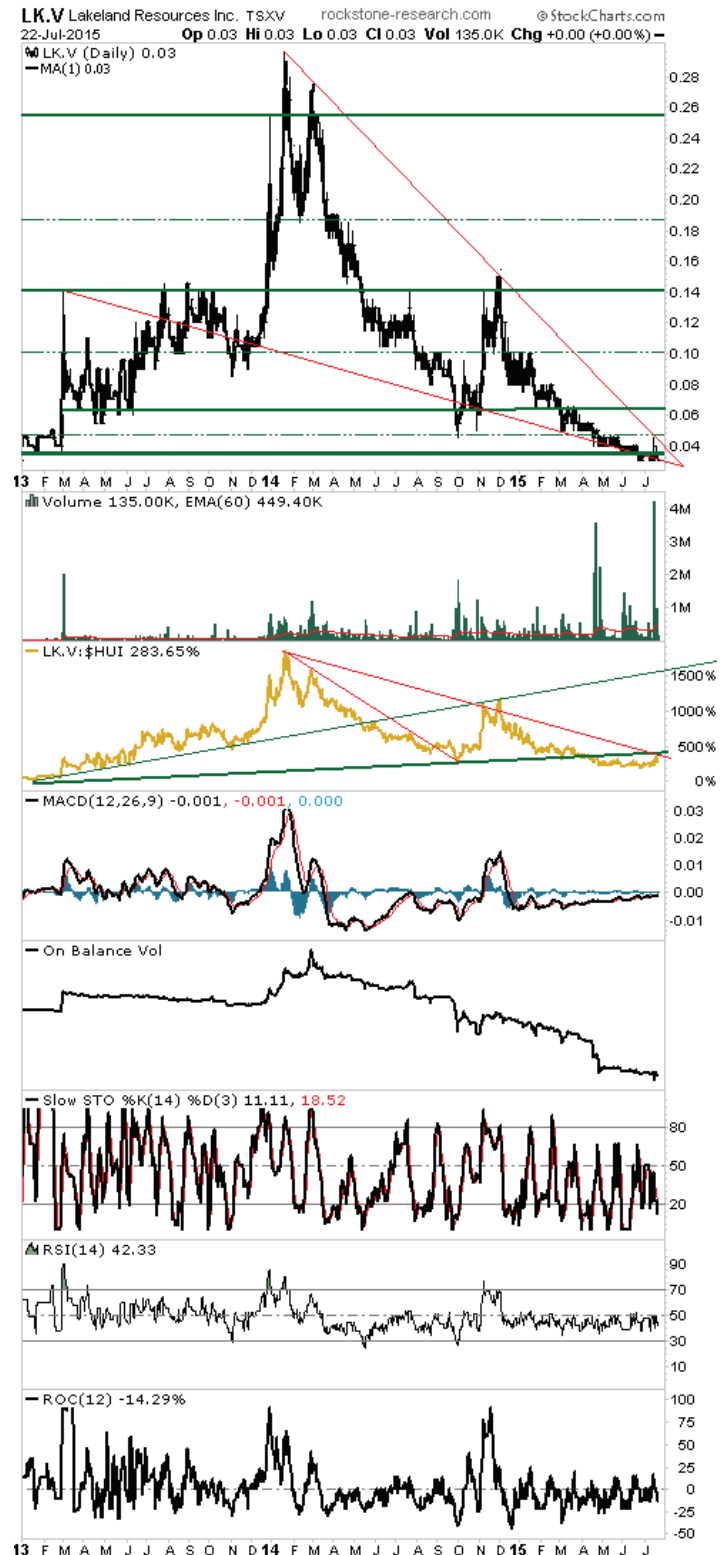 LK.V Lakeland Resources Inc. TSXV rockstone-research.com ©StockCharts.com
22-Jul-2015 Op 0.03 Hi 0.03 Lo 0.03 Cl 0.03 Vol 135.0K Chg +0.00 (+0.00%)
LK.V (Daily) 0.03
MA(1) 0.03
0.28
0.26
0.24
0.22
0.20
0.18
0.16
0.14
0.12
0.10
0.08
0.06
0.04
13 F M A M J J A S O N D 14 F M A M J J A S O N D 15 F M A M J J
Volume 135.00K, EMA(60) 449.40K
4M
3M
2M
1M
LK.V:$HUI 283.65%
1500%
1000%
500%
0%
MACD(12,26,9) -0.001, -0.001, 0.000
0.03
0.02
0.01
0.00
-0.01
On Balance Vol
Slow STO %K(14) %D(3) 11.11, 18.52
80
50
20
RSI(14) 42.33
90
70
50
30
10
ROC(12) -14.29%
100
75
50
25
0
-25
-50
13 F M A M J J A S O N D 14 F M A M J J A S O N D 15 F M A M J J